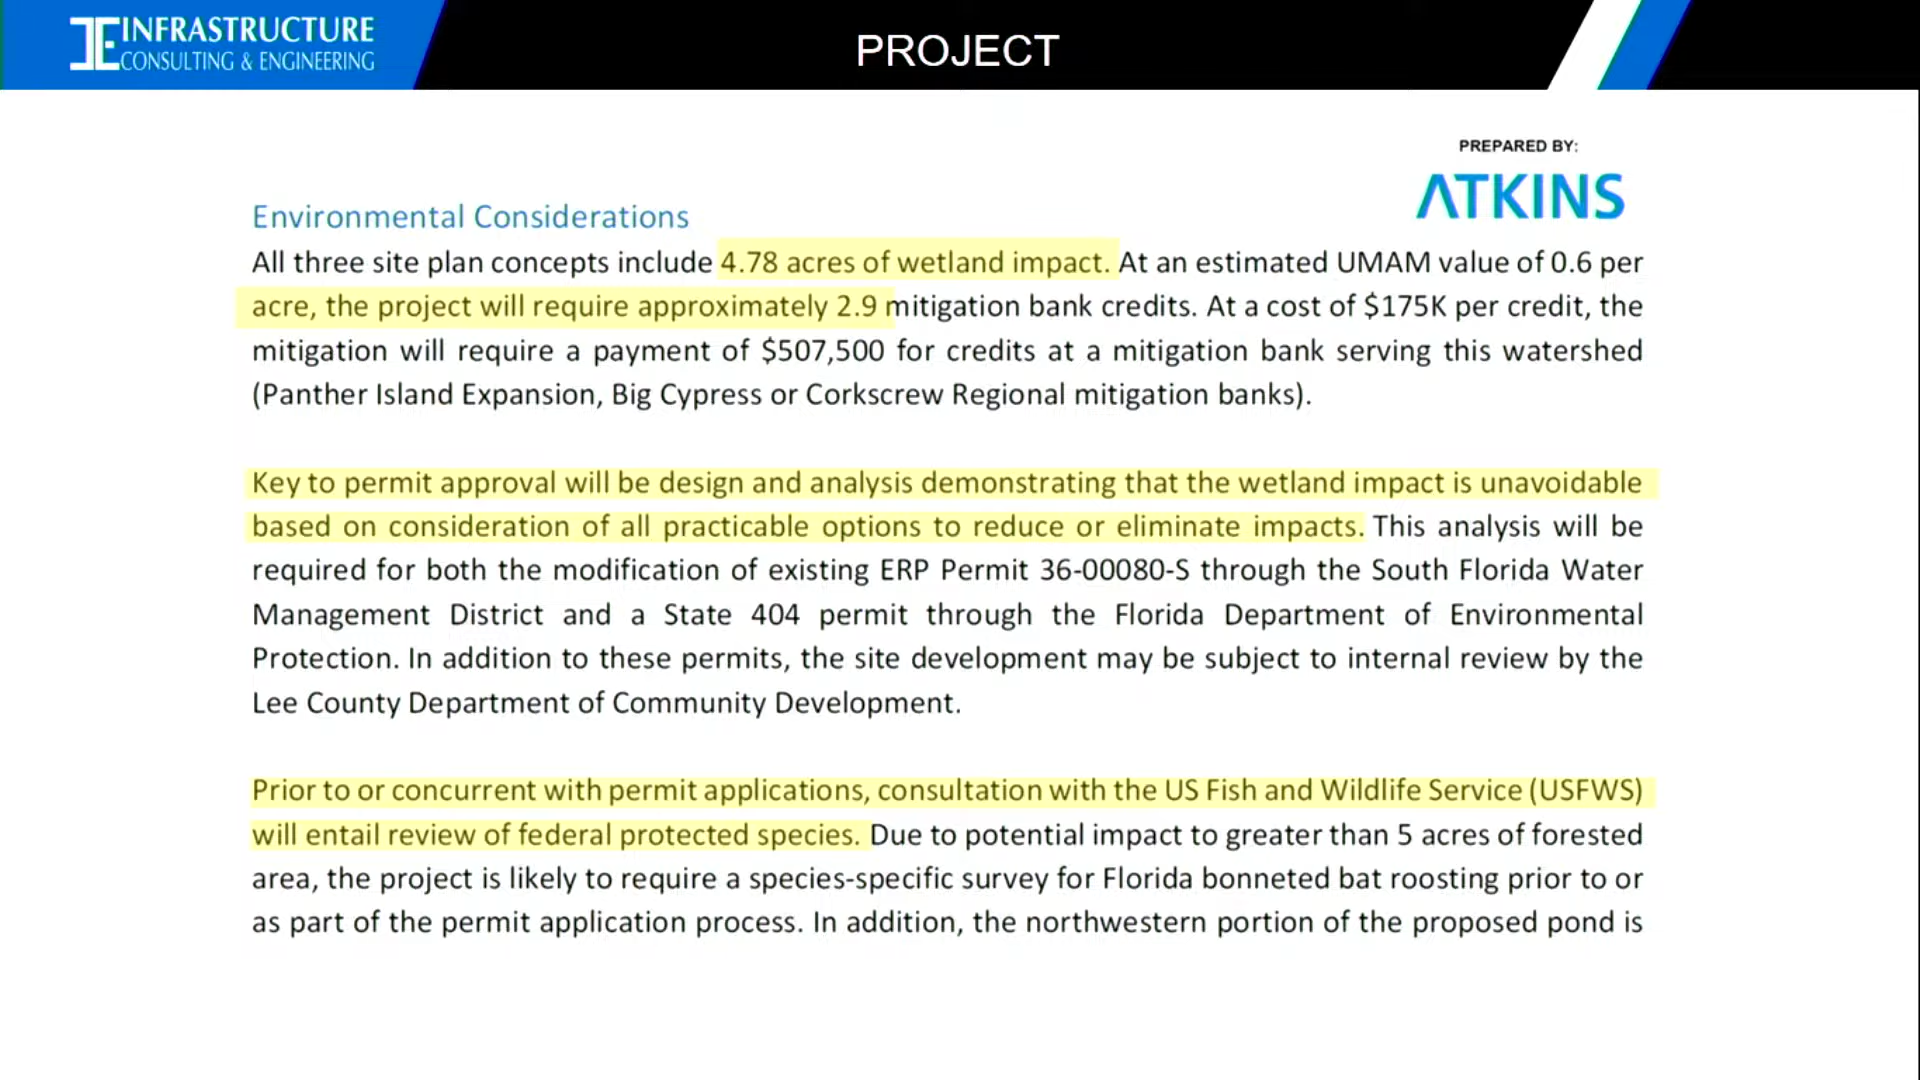 INFRASTRUCTURE
CONSULTING & ENGINEERING
PROJECT
PREPARED BY:
ATKINS
Environmental Considerations
All three site plan concepts include 4.78 acres of wetland impact. At an estimated UMAM value of 0.6 per
acre, the project will require approximately 2.9 mitigation bank credits. At a cost of $175K per credit, the
mitigation will require a payment of $507,500 for credits at a mitigation bank serving this watershed
(Panther Island Expansion, Big Cypress or Corkscrew Regional mitigation banks).
Key to permit approval will be design and analysis demonstrating that the wetland impact is unavoidable
based on consideration of all practicable options to reduce or eliminate impacts. This analysis will be
required for both the modification of existing ERP Permit 36-00080-S through the South Florida Water
Management District and a State 404 permit through the Florida Department of Environmental
Protection. In addition to these permits, the site development may be subject to internal review by the
Lee County Department of Community Development.
Prior to or concurrent with permit applications, consultation with the US Fish and Wildlife Service (USFWS)
will entail review of federal protected species. Due to potential impact to greater than 5 acres of forested
area, the project is likely to require a species-specific survey for Florida bonneted bat roosting prior to or
as part of the permit application process. In addition, the northwestern portion of the proposed pond is